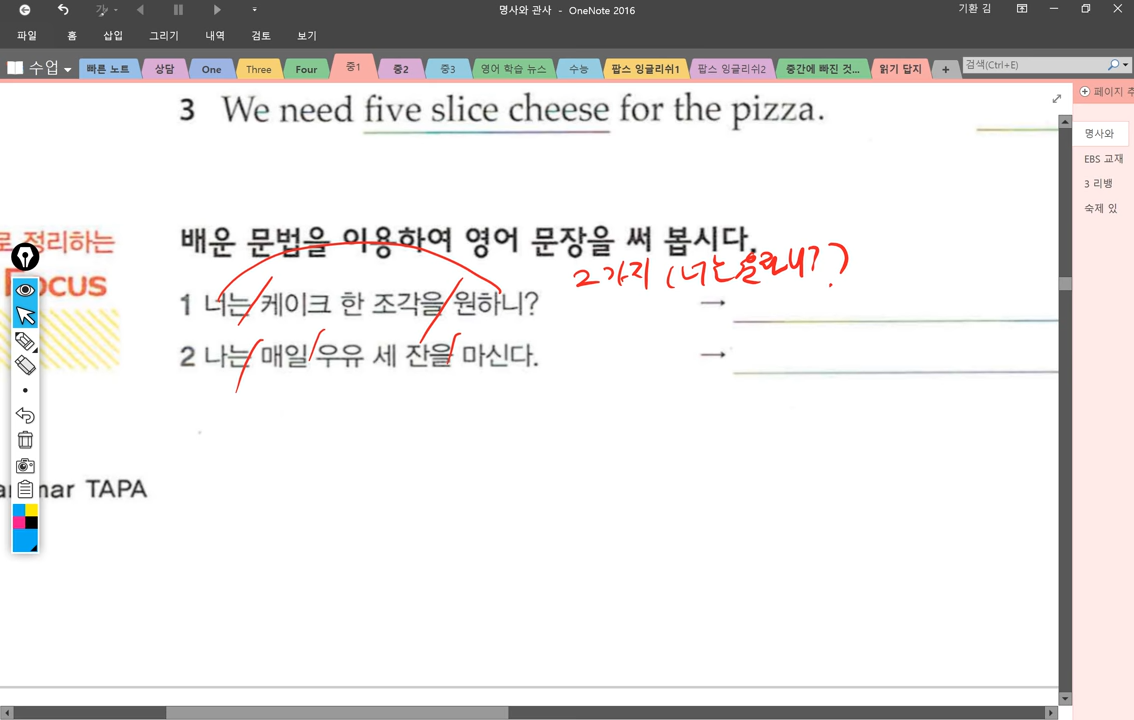 명사와 관사 - OneNote 2016
기환 김
파일 홈 삽입 그리기 내역 검토 보기
수업 빠른 노트 상담 One Three Four 중1 중2 중3 영어 학습 뉴스 수능 팝스 잉글리쉬1 팝스 잉글리쉬2 중간에 빠진 것... 읽기 답지 + 검색(Ctrl+E)
페이지 추
명사와
EBS 교재
3 리뱅
숙제 있
3 We need five slice cheese for the pizza.
로 정리하는
Focus
배운 문법을 이용하여 영어 문장을 써 봅시다.
2가지 (너는 원하니?)
1 너는 케이크 한 조각을 원하니? →
2 나는 매일 우유 세 잔을 마신다. →
ammar TAPA